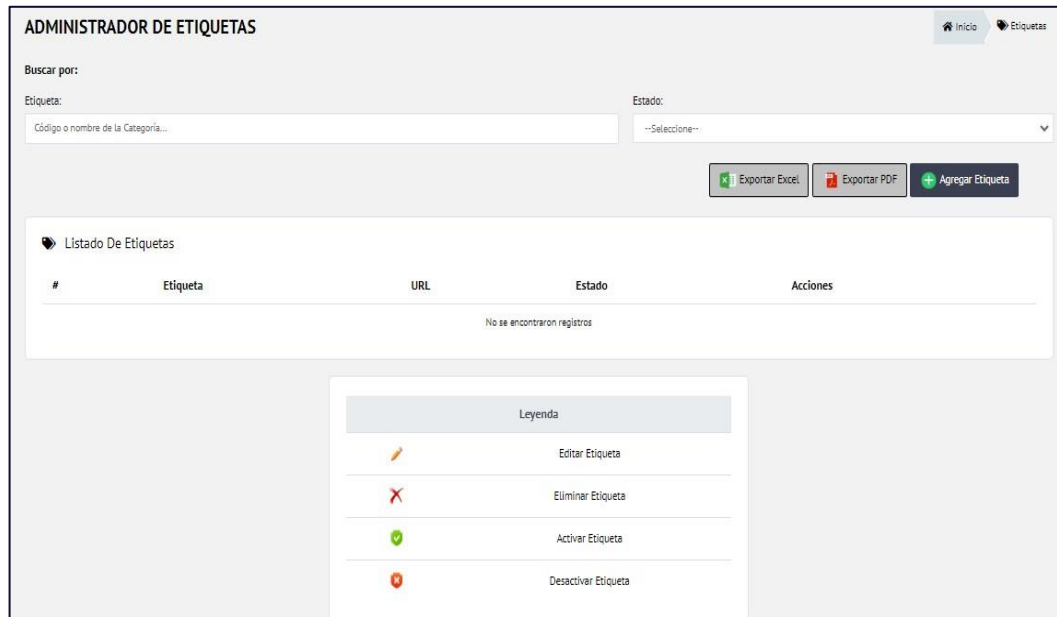 ADMINISTRADOR DE ETIQUETAS
Inicio
Etiquetas
Buscar por:
Etiqueta:
Estado:
Código o nombre de la Categoría...
--Seleccione--
Exportar Excel
Exportar PDF
Agregar Etiqueta
Listado De Etiquetas
# Etiqueta URL Estado Acciones
No se encontraron registros
Leyenda
Editar Etiqueta
Eliminar Etiqueta
Activar Etiqueta
Desactivar Etiqueta